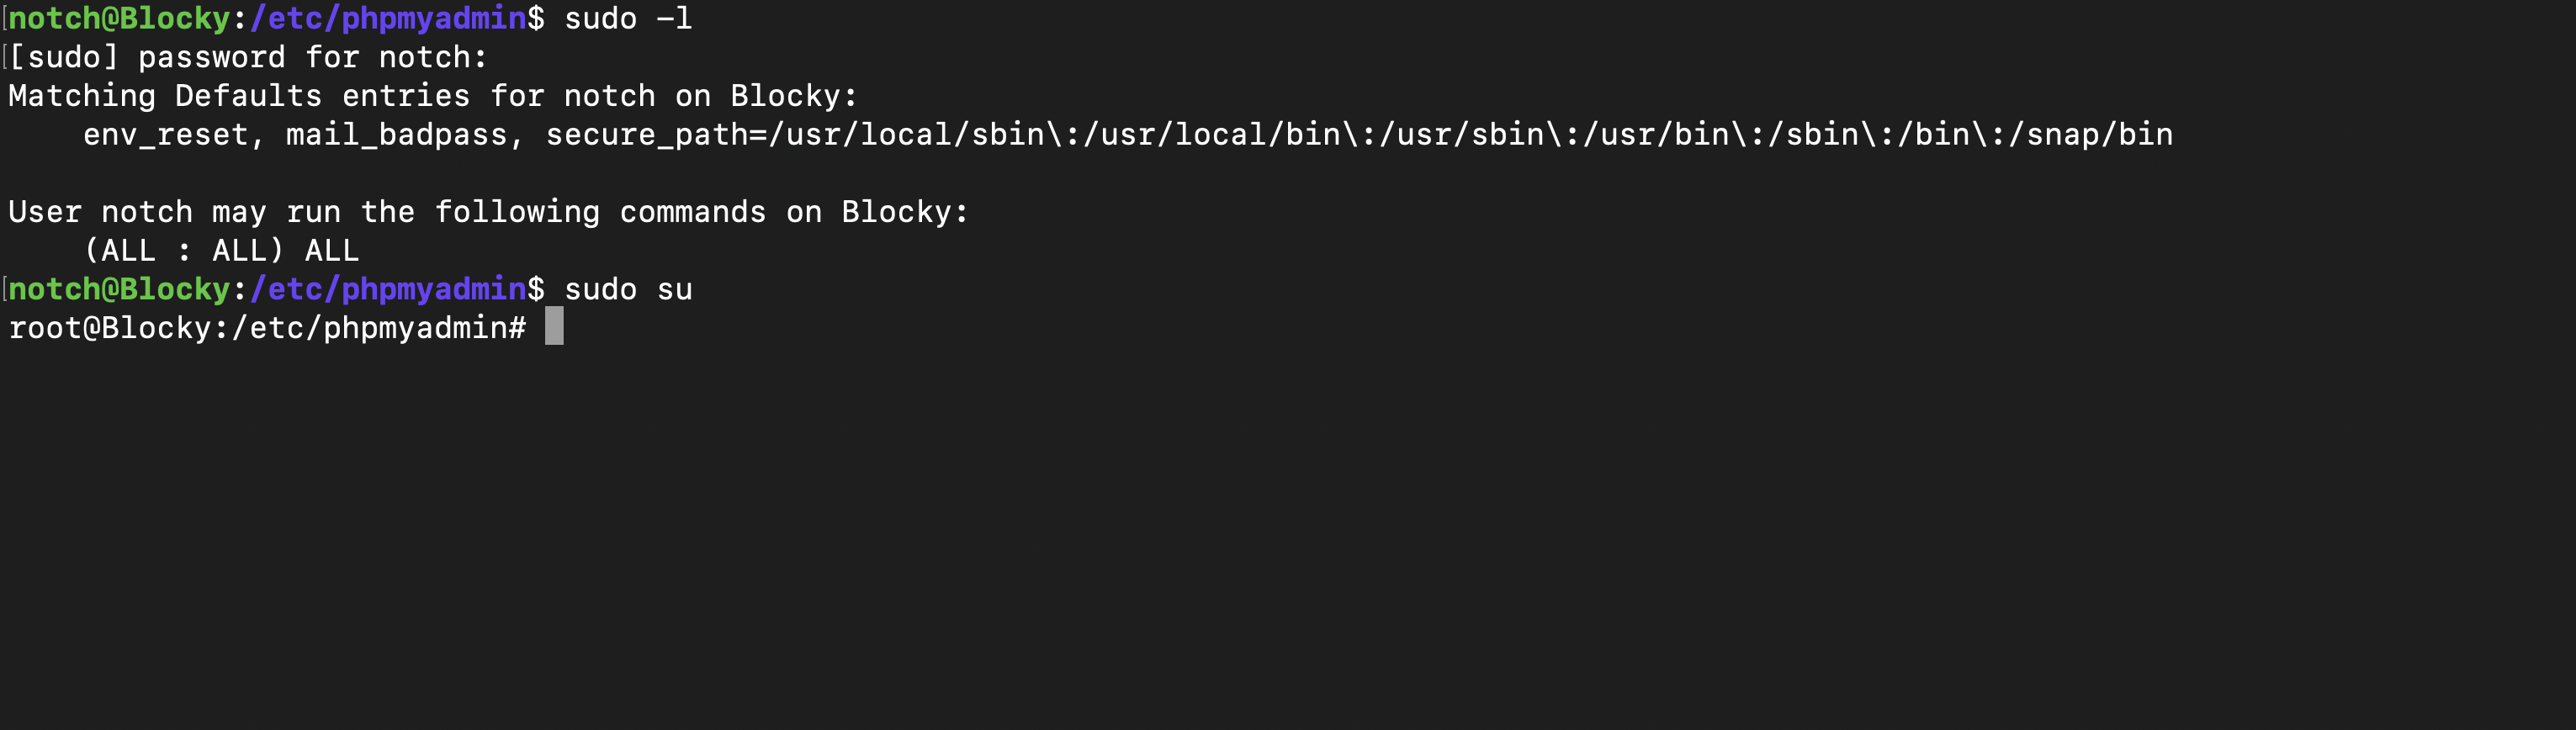 [notch@Blocky:/etc/phpmyadmin$ sudo -l
[[sudo] password for notch:
Matching Defaults entries for notch on Blocky:
    env_reset, mail_badpass, secure_path=/usr/local/sbin\:/usr/local/bin\:/usr/sbin\:/usr/bin\:/sbin\:/bin\:/snap/bin

User notch may run the following commands on Blocky:
    (ALL : ALL) ALL
[notch@Blocky:/etc/phpmyadmin$ sudo su
root@Blocky:/etc/phpmyadmin#